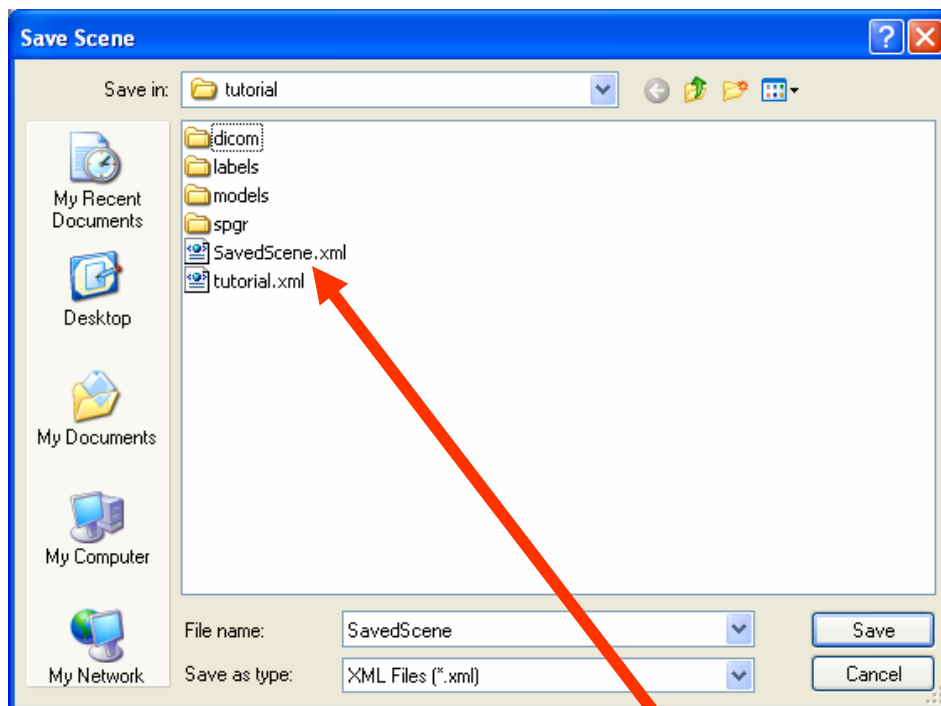 Save Scene
Save in: tutorial
My Recent
Documents
Desktop
My Documents
My Computer
My Network
dicom
labels
models
spgr
SavedScene.xml
tutorial.xml
File name: SavedScene Save
Save as type: XML Files (*.xml) Cancel